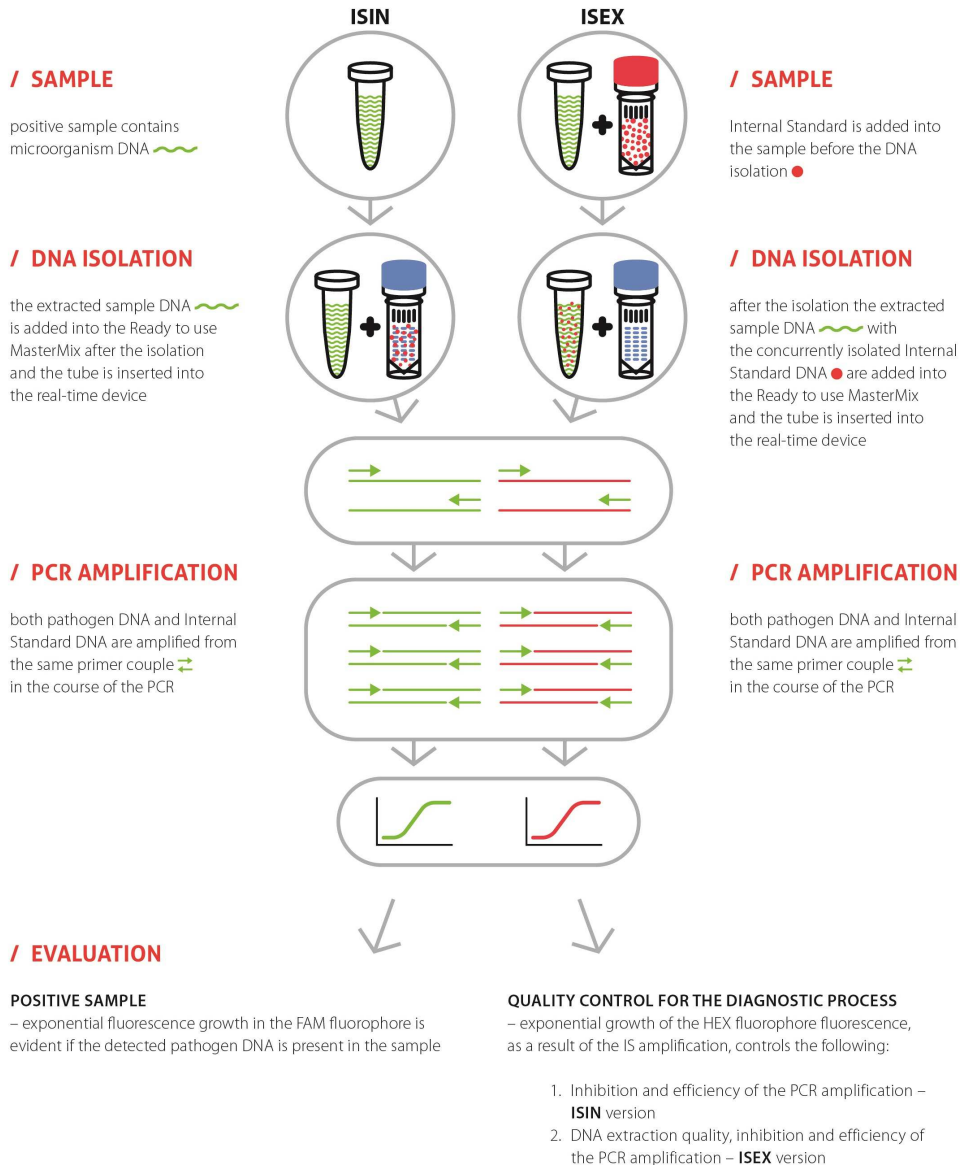 ISIN
ISEX
/ SAMPLE
positive sample contains
microorganism DNA
/ SAMPLE
Internal Standard is added into
the sample before the DNA
isolation
/ DNA ISOLATION
the extracted sample DNA
is added into the Ready to use
MasterMix after the isolation
and the tube is inserted into
the real-time device
/ DNA ISOLATION
after the isolation the extracted
sample DNA with
the concurrently isolated Internal
Standard DNA are added into
the Ready to use MasterMix
and the tube is inserted into
the real-time device
/ PCR AMPLIFICATION
both pathogen DNA and Internal
Standard DNA are amplified from
the same primer couple
in the course of the PCR
/ PCR AMPLIFICATION
both pathogen DNA and Internal
Standard DNA are amplified from
the same primer couple
in the course of the PCR
/ EVALUATION
POSITIVE SAMPLE
– exponential fluorescence growth in the FAM fluorophore is
evident if the detected pathogen DNA is present in the sample
QUALITY CONTROL FOR THE DIAGNOSTIC PROCESS
– exponential growth of the HEX fluorophore fluorescence,
as a result of the IS amplification, controls the following:
1. Inhibition and efficiency of the PCR amplification –
ISIN version
2. DNA extraction quality, inhibition and efficiency of
the PCR amplification – ISEX version